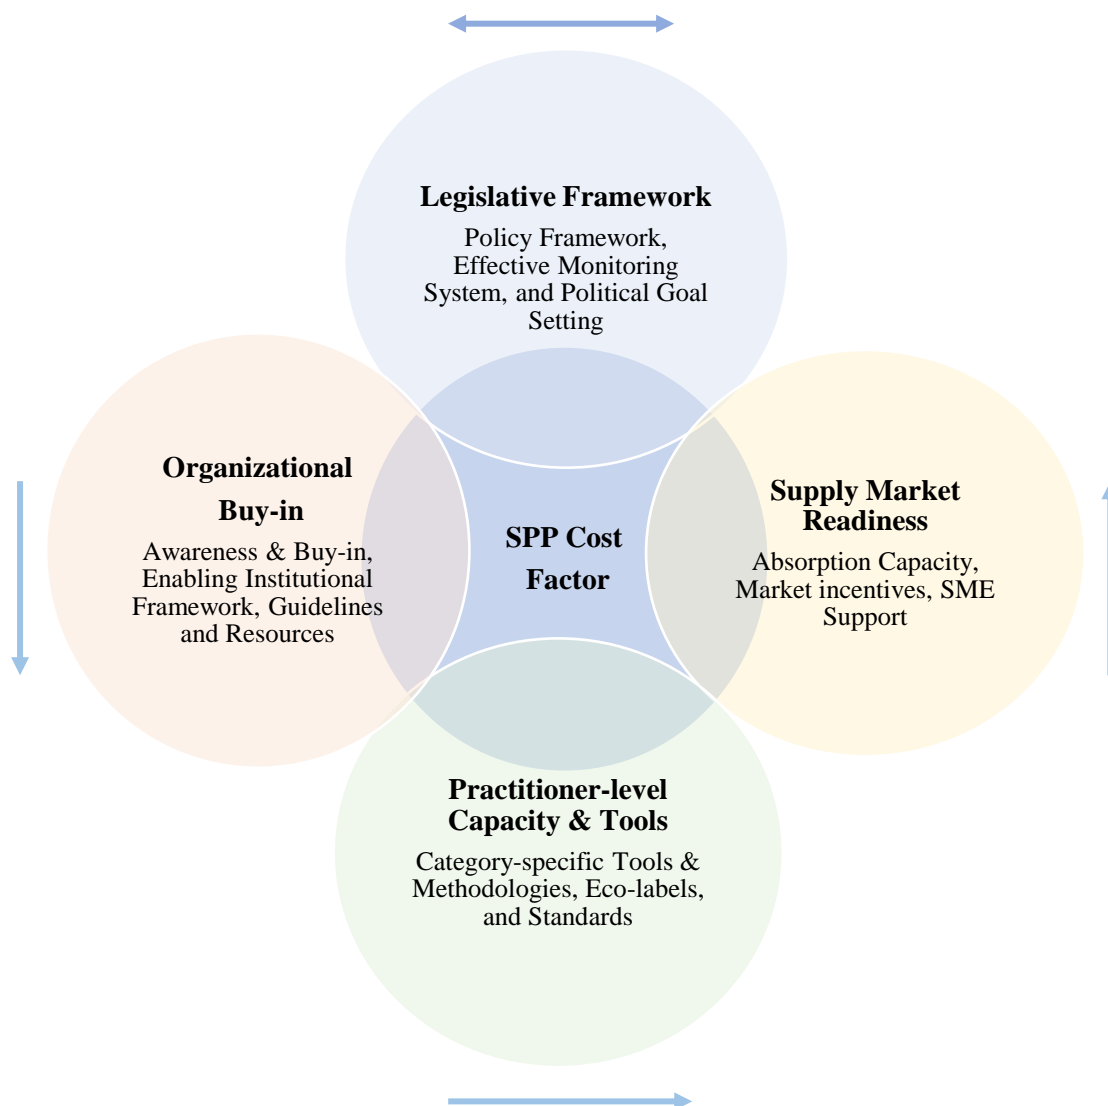 Legislative Framework
Policy Framework,
Effective Monitoring
System, and Political Goal
Setting
Organizational
Buy-in
Awareness & Buy-in,
Enabling Institutional
Framework, Guidelines
and Resources
SPP Cost
Factor
Supply Market
Readiness
Absorption Capacity,
Market incentives, SME
Support
Practitioner-level
Capacity & Tools
Category-specific Tools &
Methodologies, Eco-labels,
and Standards